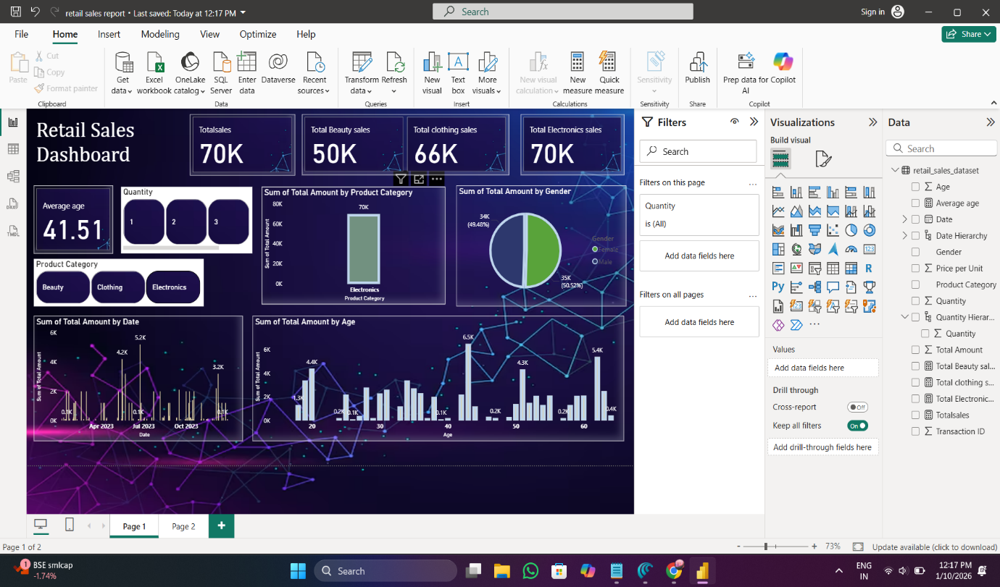 retail sales report • Last saved: Today at 12:17 PM
Search
Sign in
File Home Insert Modeling View Optimize Help
Share
Paste
Cut
Copy
Format painter
Clipboard
Get data
Excel workbook
OneLake catalog
SQL Server
Enter data
Dataverse
Recent sources
Data
Transform data
Refresh
Queries
New visual
Text box
More visuals
Insert
New visual calculation
New measure
Quick measure
Calculations
Sensitivity
Sensitivity
Publish
Share
Prep data for AI
Copilot
Copilot
Retail Sales
Dashboard
Totalsales
70K
Total Beauty sales
50K
Total clothing sales
66K
Total Electronics sales
70K
Average age
41.51
Quantity
1 2 3
Product Category
Beauty Clothing Electronics
Sum of Total Amount by Product Category
Sum of Total Amount
80K
60K
40K
20K
0K
70K
Electronics
Product Category
Sum of Total Amount by Gender
34K
(49.48%)
35K
(50.52%)
Gender
Female
Male
Sum of Total Amount by Date
Sum of Total Amount
6K
4K
2K
0K
0.1K
4.2K
5.2K
0.1K
3.2K
0.1K
Apr 2023 Jul 2023 Oct 2023
Date
Sum of Total Amount by Age
Sum of Total Amount
6K
4K
2K
0K
1.3K
4.4K
0.2K
0.1K
0.1K
6.5K
0.2K
4.3K
0.2K
5.4K
0.4K
20 30 40 50 60
Age
Filters
Search
Filters on this page
Quantity
is (All)
Add data fields here
Filters on all pages
Add data fields here
Visualizations
Build visual
123
R
Py
Values
Add data fields here
Drill through
Cross-report
Off
Keep all filters
On
Add drill-through fields here
Data
Search
retail_sales_dataset
Age
Average age
Date
Date Hierarchy
Gender
Price per Unit
Product Category
Quantity
Quantity Hierar...
Quantity
Total Amount
Total Beauty sal...
Total clothing s...
Total Electronic...
Totalsales
Transaction ID
Page 1
Page 2
Page 1 of 2
- + 73%
Update available (click to download)
1
BSE smlcap
-1.74%
Search
ENG
IN
12:17 PM
1/10/2026